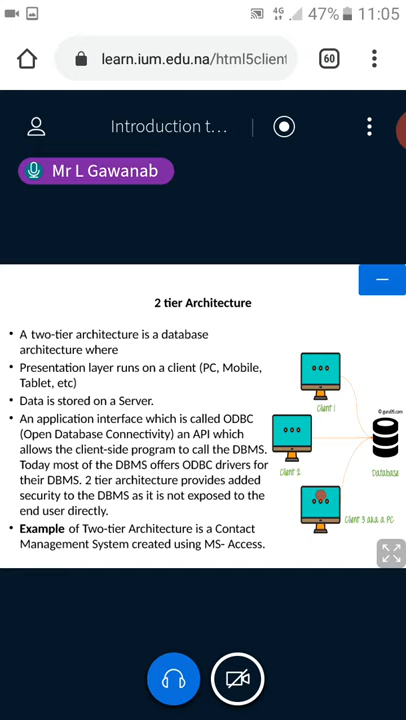 4G 47% 11:05
learn.ium.edu.na/html5client
60
Introduction t...
Mr L Gawanab
2 tier Architecture
• A two-tier architecture is a database
architecture where
• Presentation layer runs on a client (PC, Mobile,
Tablet, etc)
• Data is stored on a Server.
• An application interface which is called ODBC
(Open Database Connectivity) an API which
allows the client-side program to call the DBMS.
Today most of the DBMS offers ODBC drivers for
their DBMS. 2 tier architecture provides added
security to the DBMS as it is not exposed to the
end user directly.
• Example of Two-tier Architecture is a Contact
Management System created using MS- Access.
Client 1
© guru99.com
Client 2
Database
Client 3 aka a PC